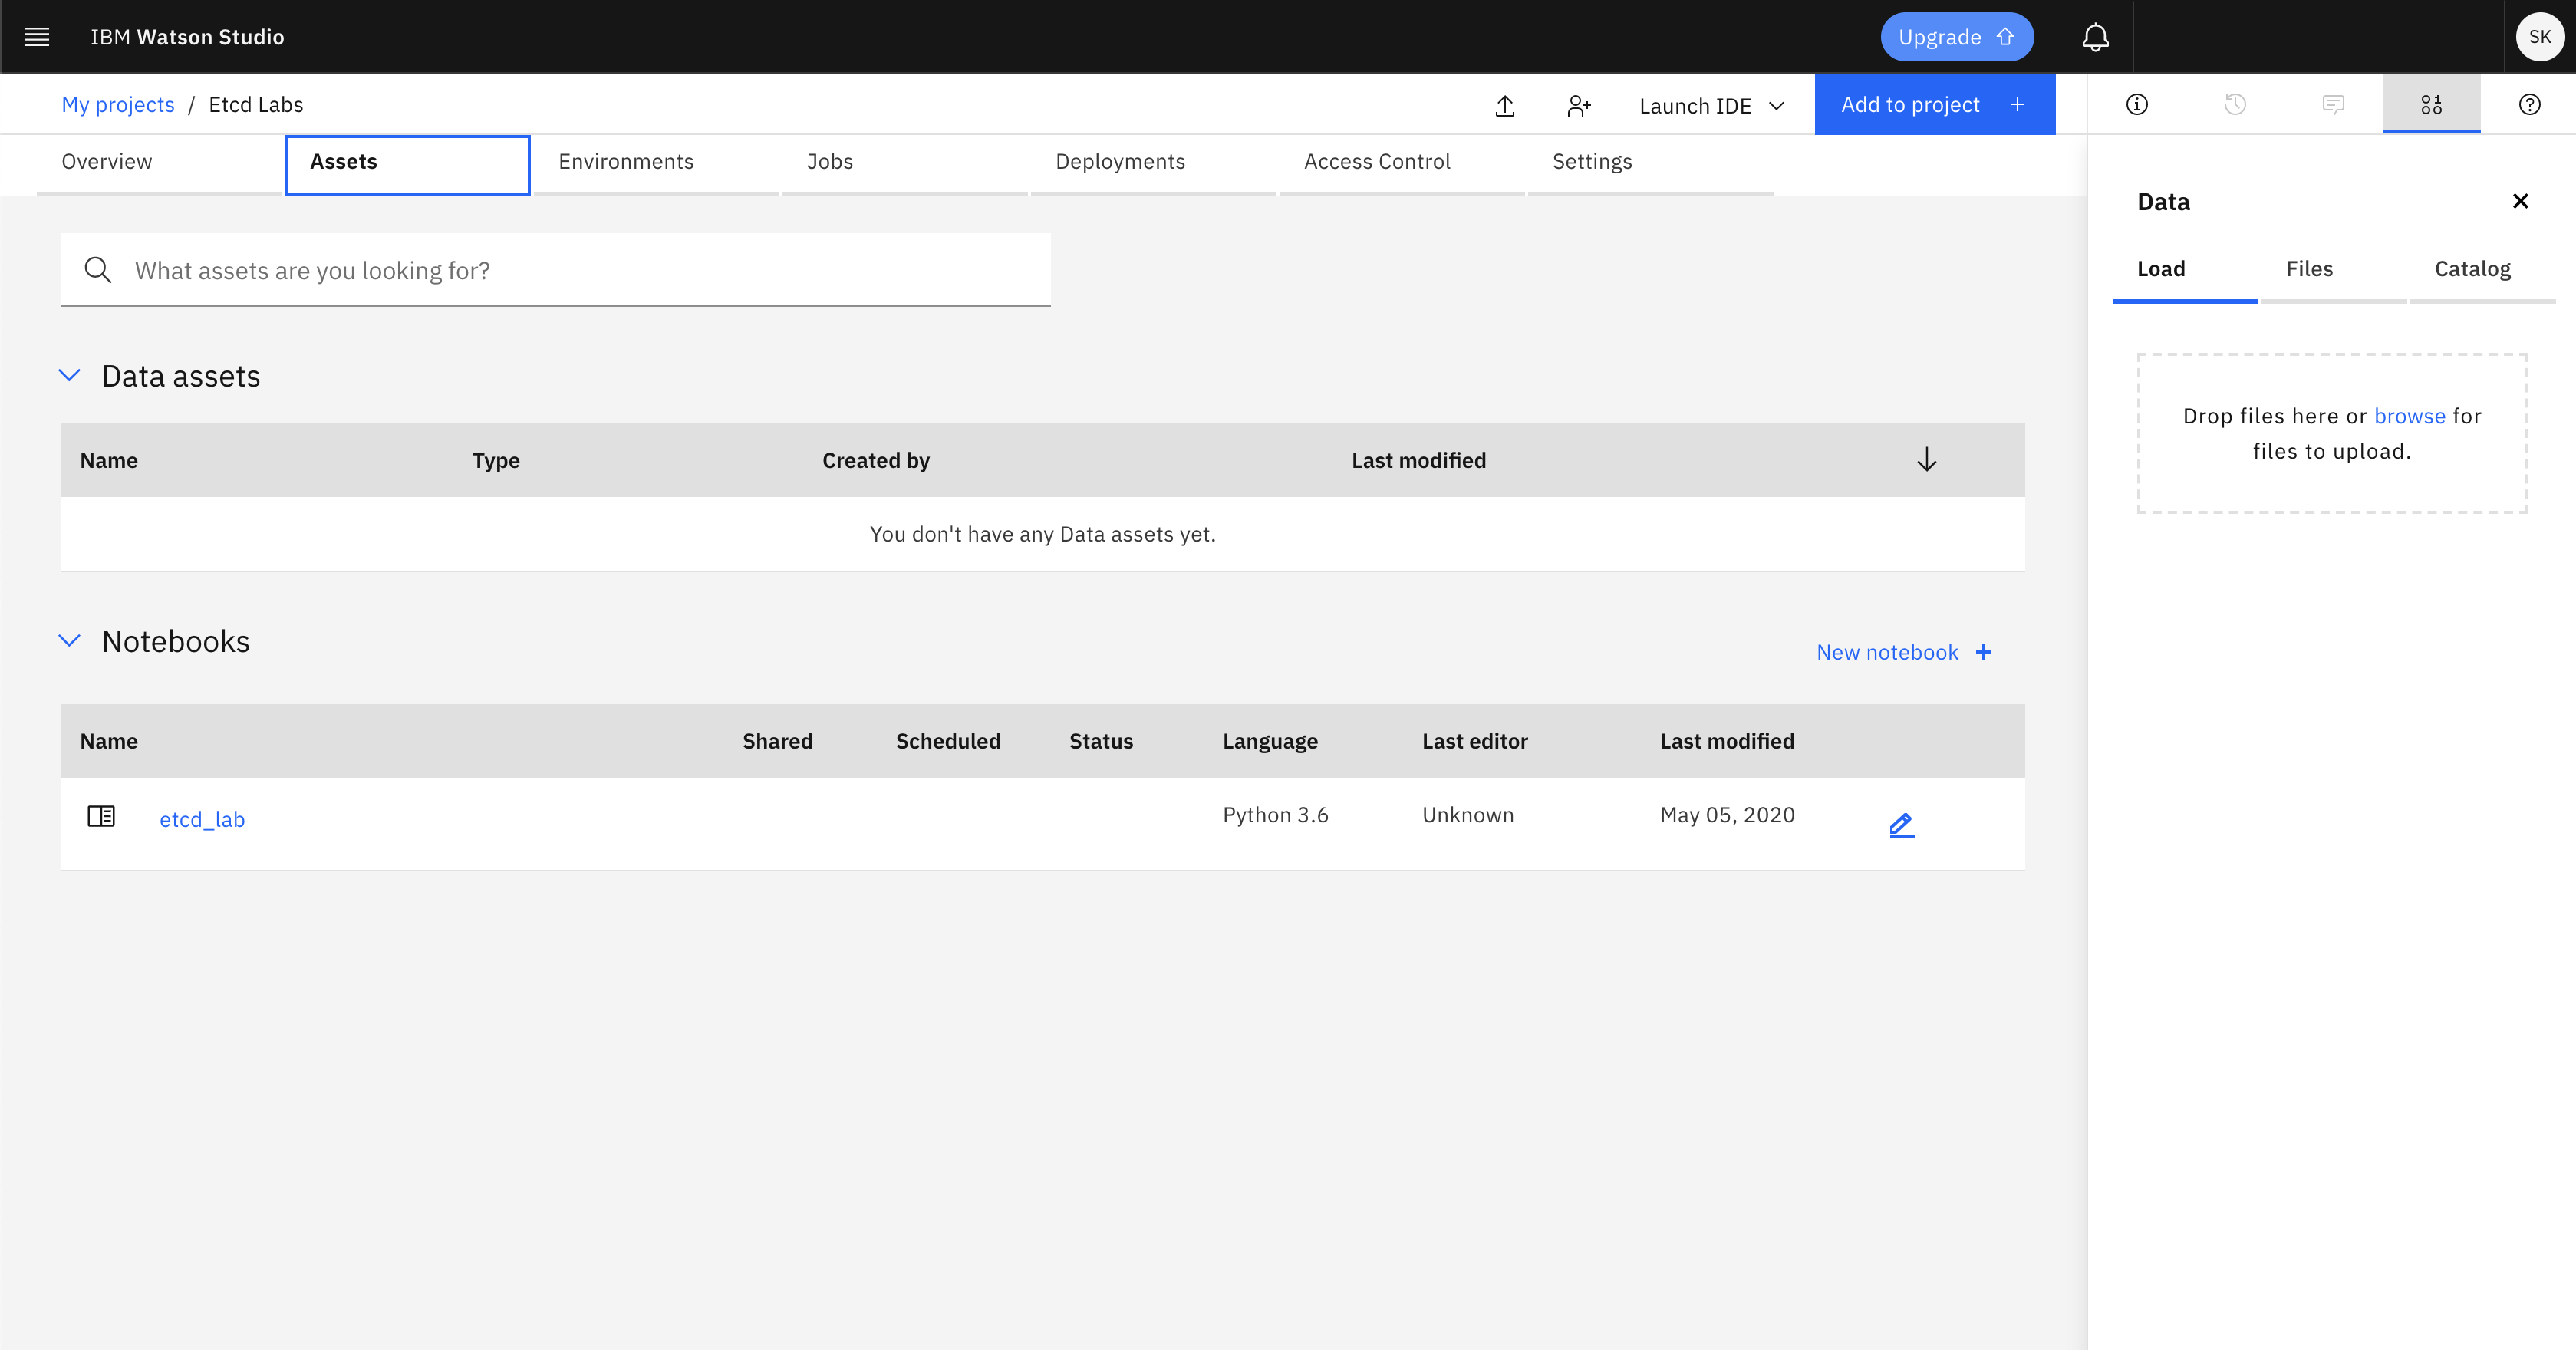 IBM Watson Studio
Upgrade
SK
My projects / Etcd Labs
Launch IDE
Add to project +
Overview
Assets
Environments
Jobs
Deployments
Access Control
Settings
What assets are you looking for?
Data assets
Name Type Created by Last modified
You don't have any Data assets yet.
Notebooks
New notebook +
Name Shared Scheduled Status Language Last editor Last modified
etcd_lab Python 3.6 Unknown May 05, 2020
Data
Load Files Catalog
Drop files here or browse for
files to upload.